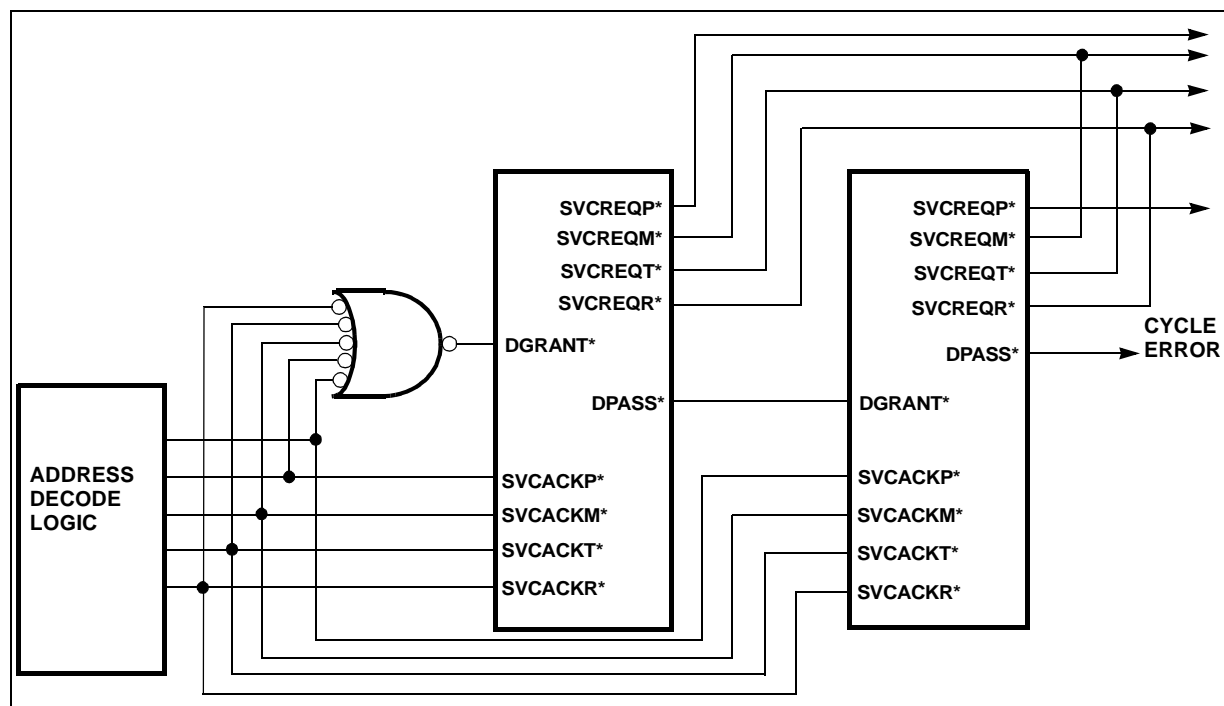 ADDRESS
DECODE
LOGIC
SVCREQP*
SVCREQM*
SVCREQT*
SVCREQR*
DGRANT*
DPASS*
SVCACKP*
SVCACKM*
SVCACKT*
SVCACKR*
SVCREQP*
SVCREQM*
SVCREQT*
SVCREQR*
DPASS*
DGRANT*
SVCACKP*
SVCACKM*
SVCACKT*
SVCACKR*
CYCLE
ERROR